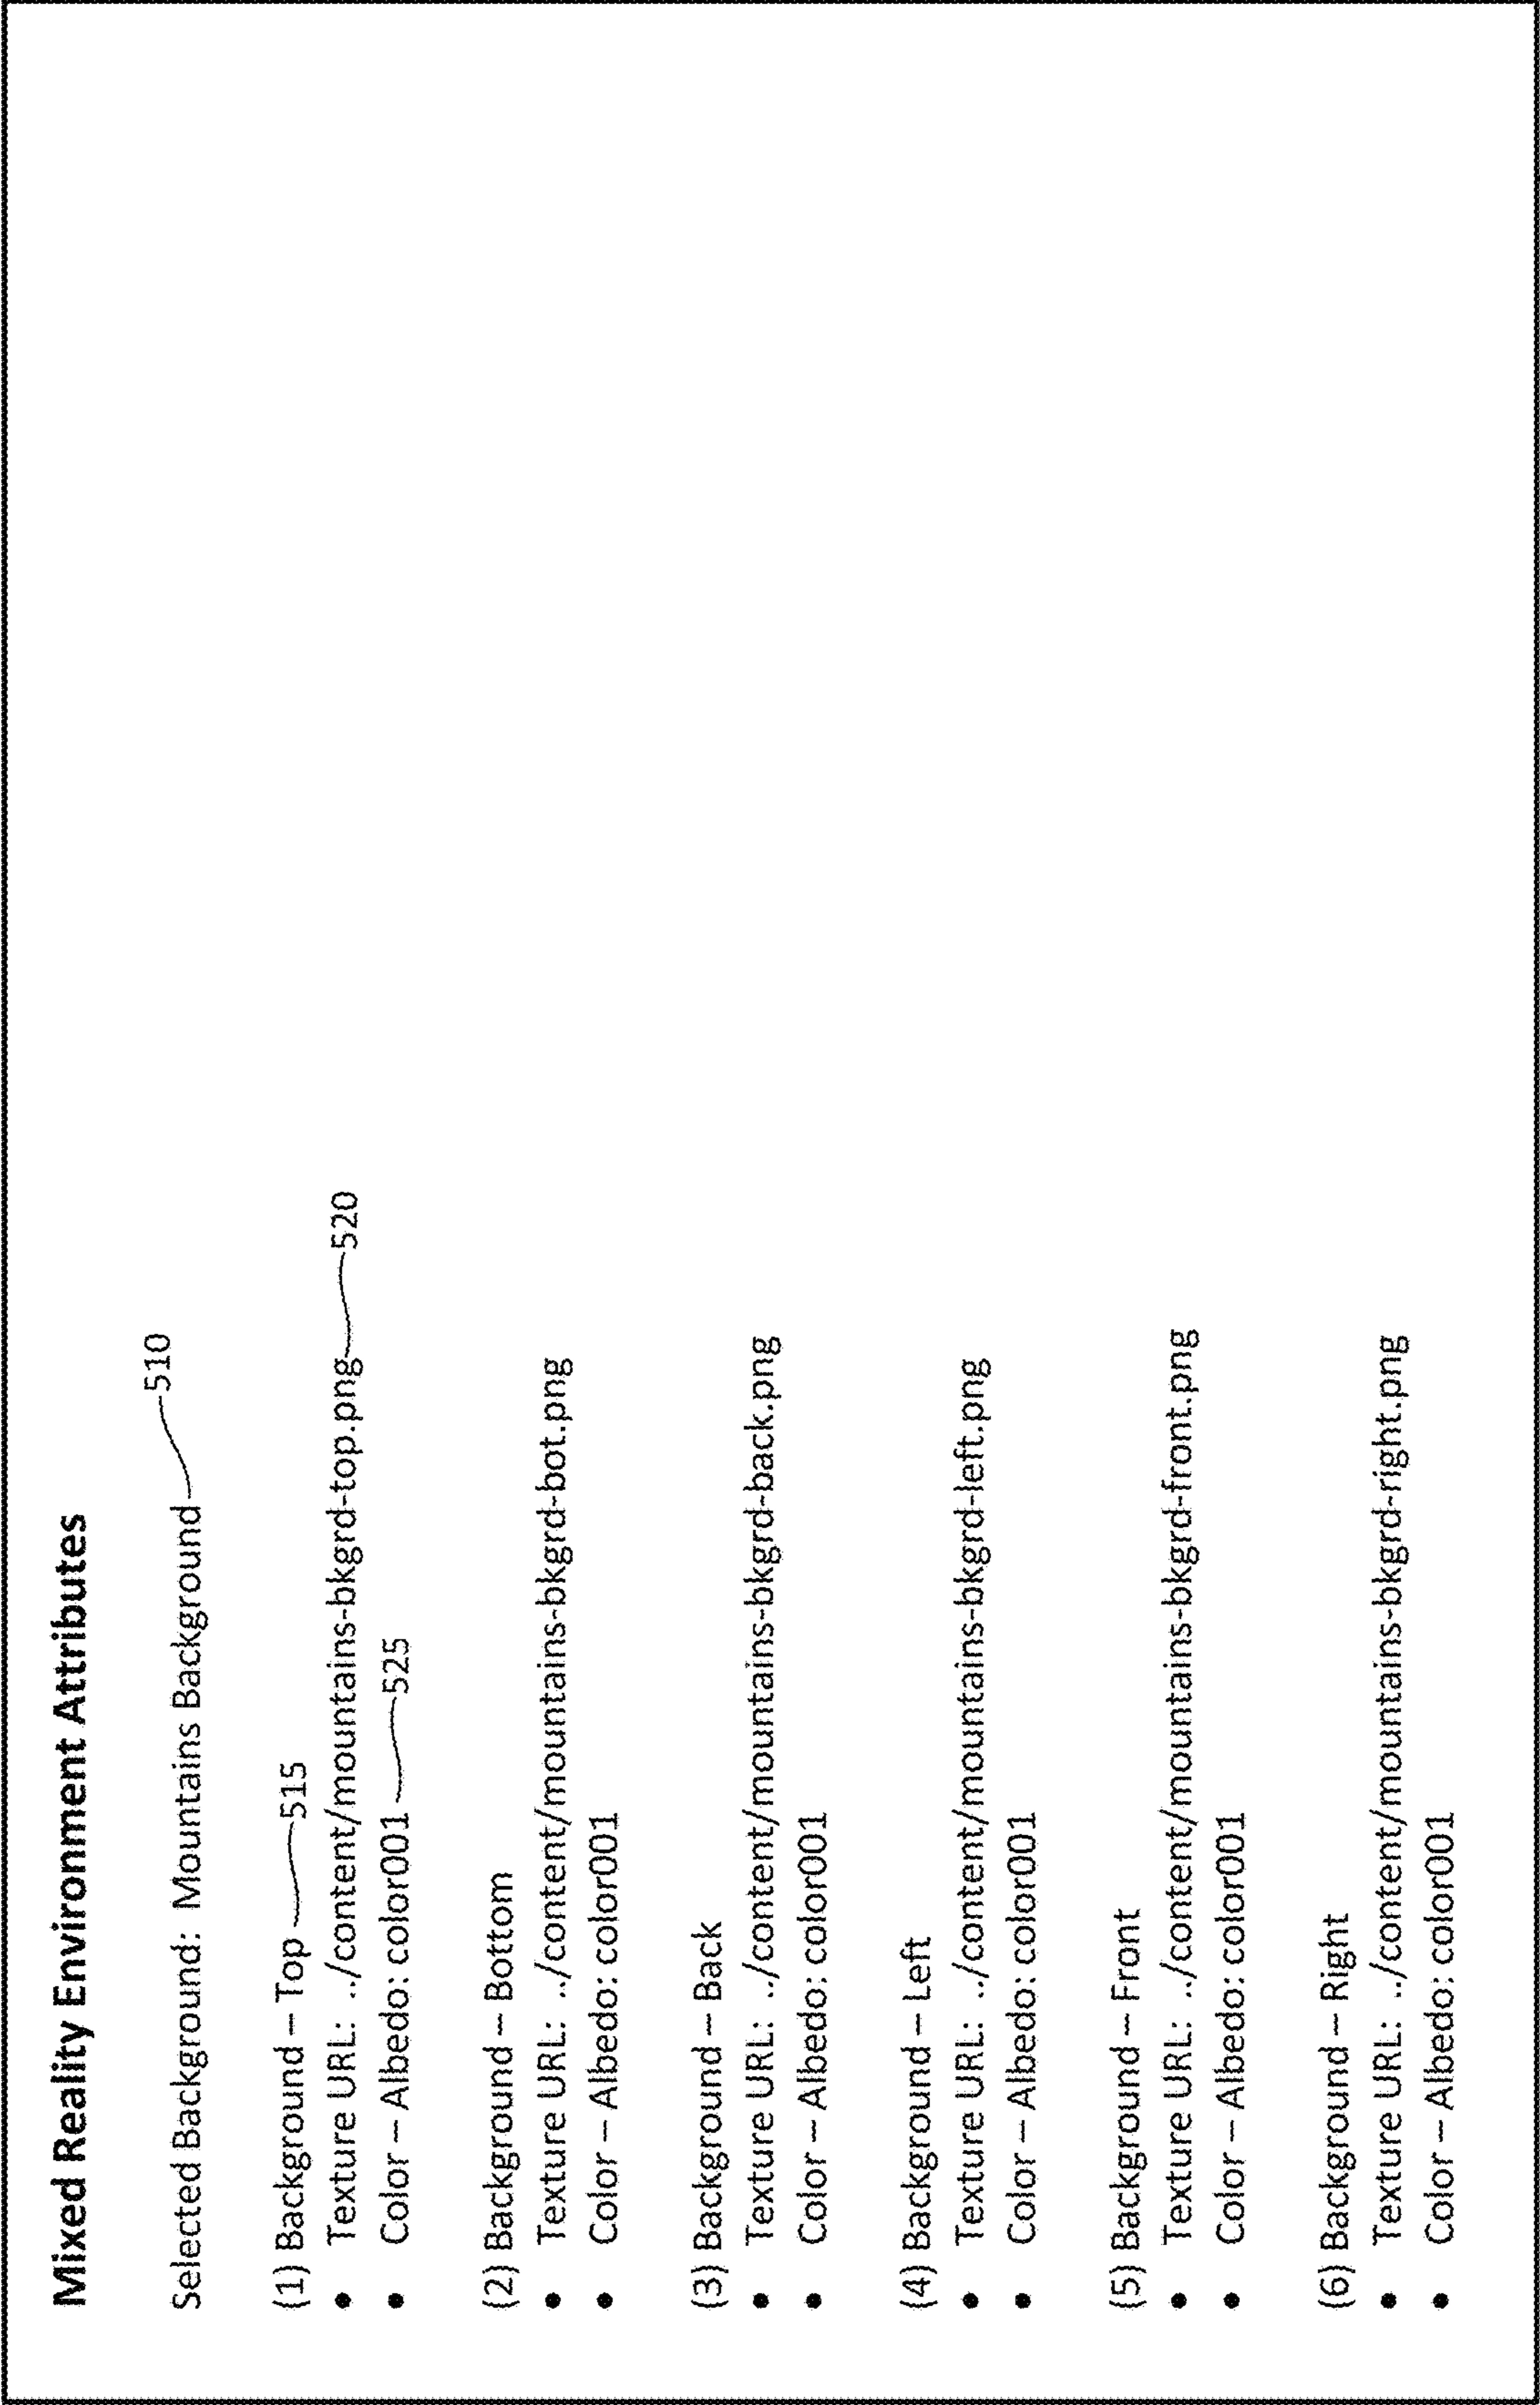 Mixed Reality Environment Attributes
Selected Background: Mountains Background 510
(1) Background – Top 515
• Texture URL: ../content/mountains-bkgrd-top.png 520
• Color – Albedo: color001 525
(2) Background – Bottom
• Texture URL: ../content/mountains-bkgrd-bot.png
• Color – Albedo: color001
(3) Background – Back
• Texture URL: ../content/mountains-bkgrd-back.png
• Color – Albedo: color001
(4) Background – Left
• Texture URL: ../content/mountains-bkgrd-left.png
• Color – Albedo: color001
(5) Background – Front
• Texture URL: ../content/mountains-bkgrd-front.png
• Color – Albedo: color001
(6) Background – Right
• Texture URL: ../content/mountains-bkgrd-right.png
• Color – Albedo: color001